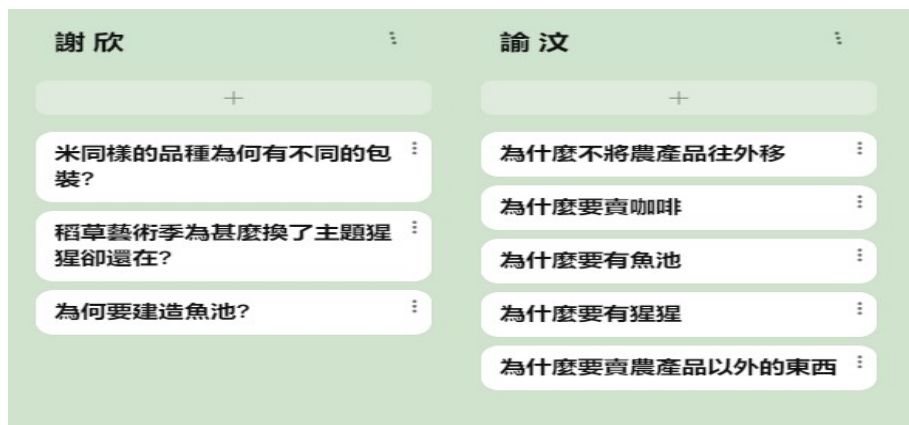 謝欣
米同樣的品種為何有不同的包
裝?
稻草藝術季為甚麼換了主題猩
猩卻還在?
為何要建造魚池?
諭汶
為什麼不將農產品往外移
為什麼要賣咖啡
為什麼要有魚池
為什麼要有猩猩
為什麼要賣農產品以外的東西